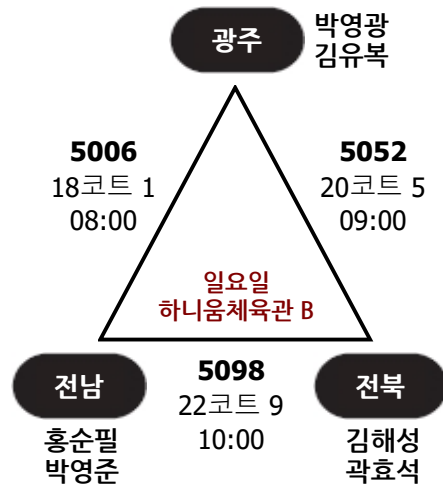 광주
박영광
김유복
5006
18코트 1
08:00
5052
20코트 5
09:00
일요일
하니움체육관 B
전남
홍순필
박영준
5098
22코트 9
10:00
전북
김해성
곽효석